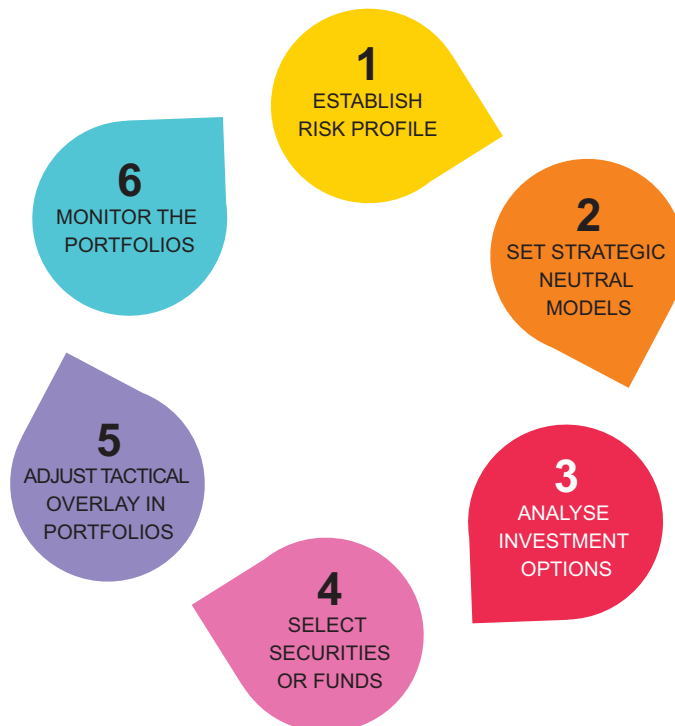 1
ESTABLISH
RISK PROFILE
2
SET STRATEGIC
NEUTRAL
MODELS
3
ANALYSE
INVESTMENT
OPTIONS
4
SELECT
SECURITIES
OR FUNDS
5
ADJUST TACTICAL
OVERLAY IN
PORTFOLIOS
6
MONITOR THE
PORTFOLIOS